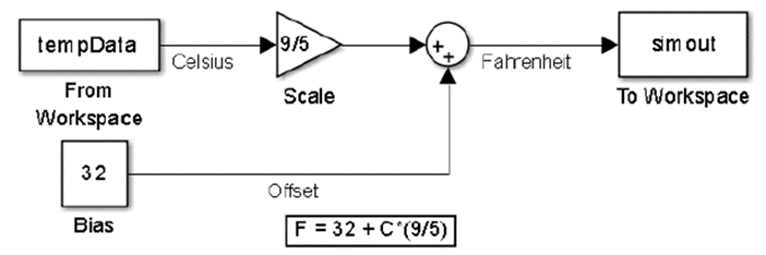 tempData
Celsius
From
Workspace
9/5
Scale
++
Fahrenheit
simout
To Workspace
32
Bias
Offset
F = 32 + C*(9/5)